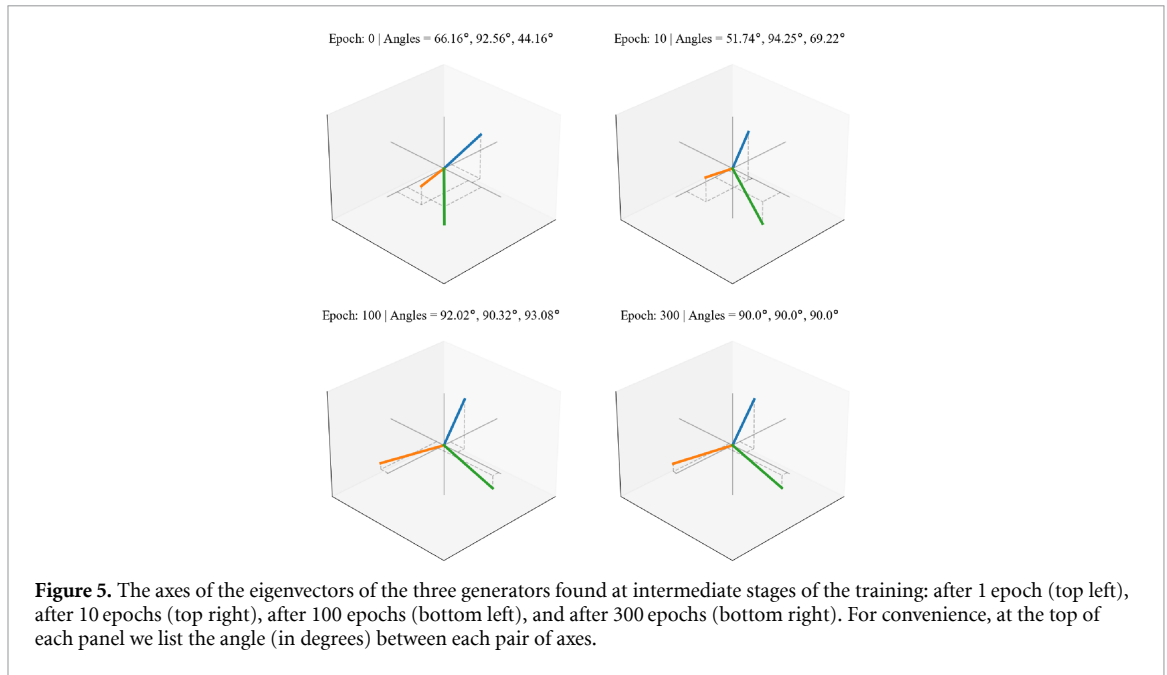 Epoch: 0 | Angles = 66.16°, 92.56°, 44.16°
Epoch: 10 | Angles = 51.74°, 94.25°, 69.22°
Epoch: 100 | Angles = 92.02°, 90.32°, 93.08°
Epoch: 300 | Angles = 90.0°, 90.0°, 90.0°
Figure 5. The axes of the eigenvectors of the three generators found at intermediate stages of the training: after 1 epoch (top left),
after 10 epochs (top right), after 100 epochs (bottom left), and after 300 epochs (bottom right). For convenience, at the top of
each panel we list the angle (in degrees) between each pair of axes.